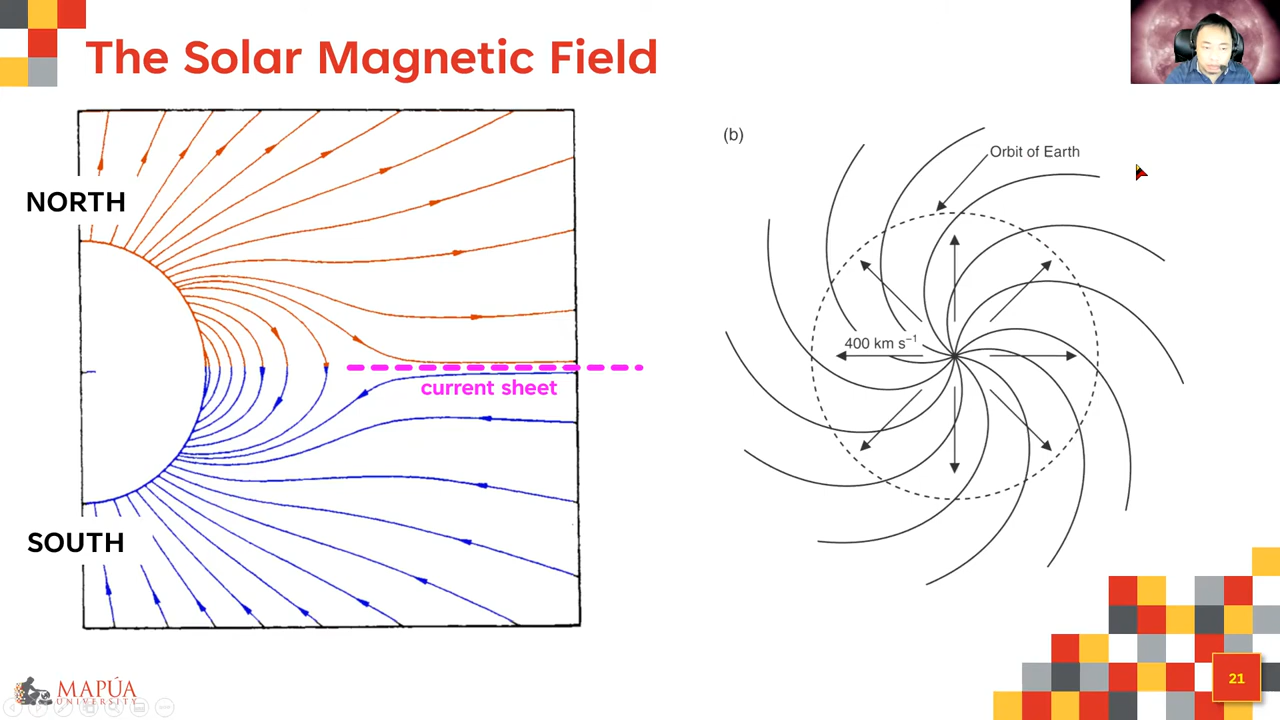 The Solar Magnetic Field
NORTH
current sheet
SOUTH
(b)
Orbit of Earth
400 km s⁻¹
MAPÚA
UNIVERSITY
21